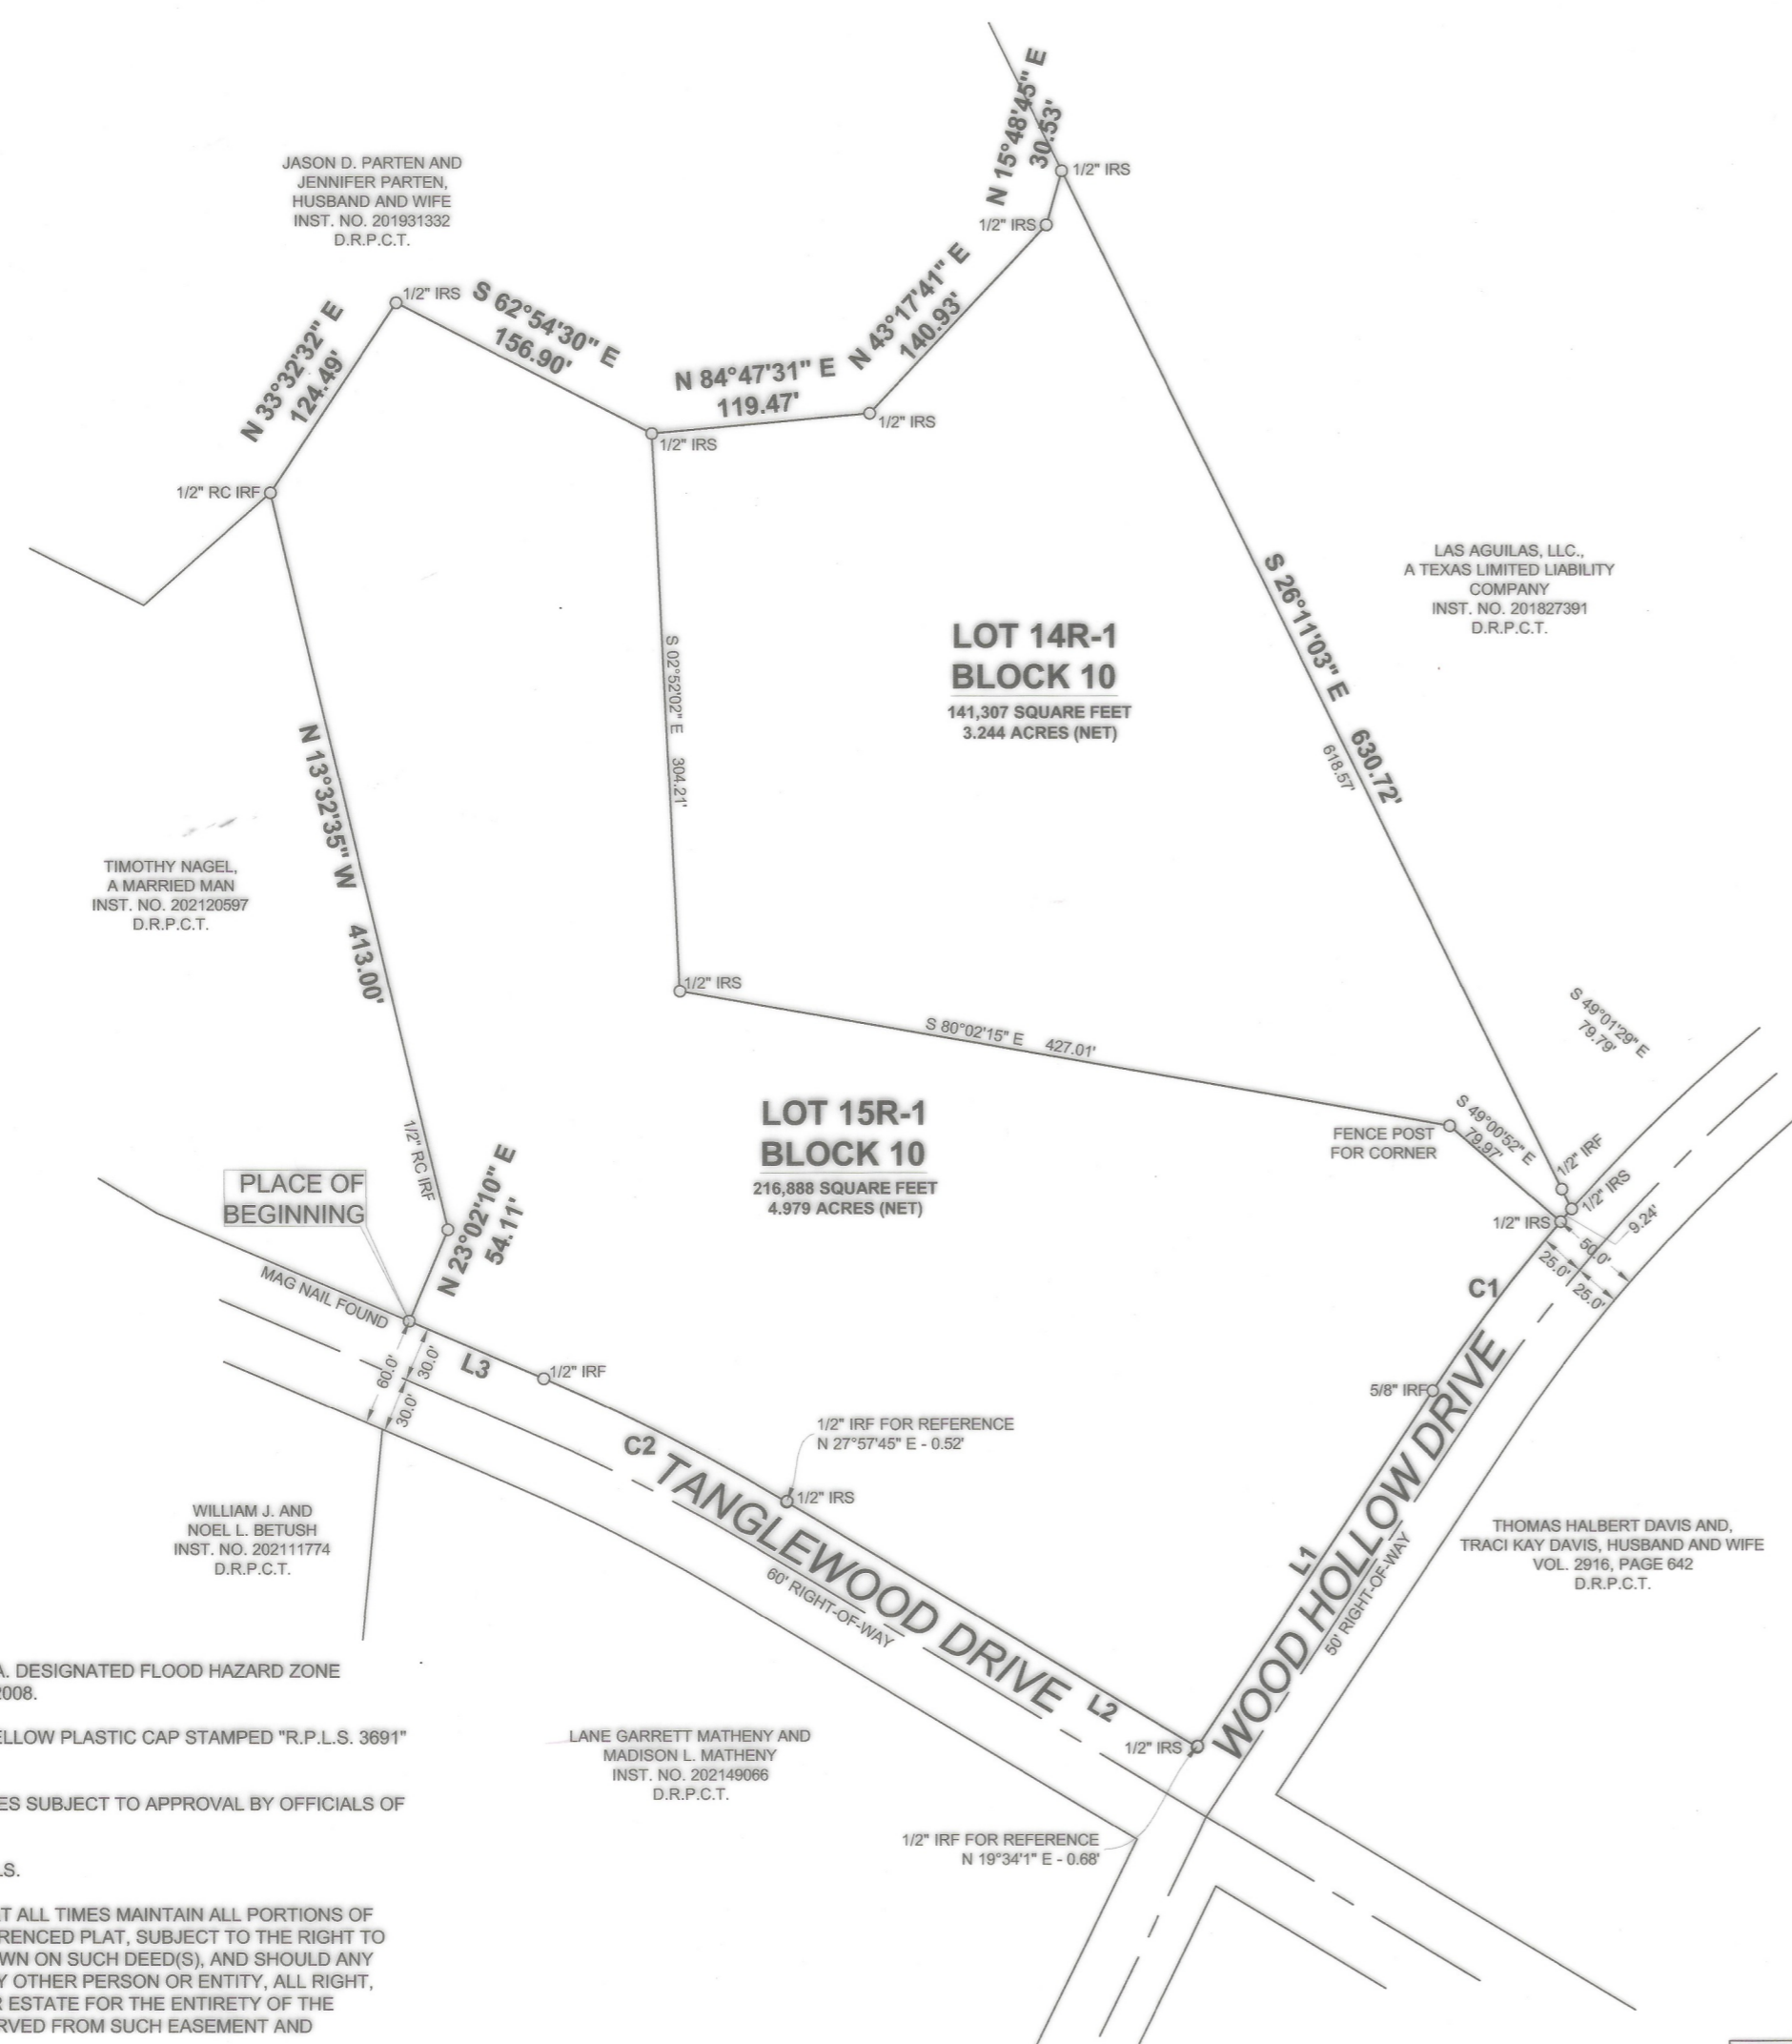 N 15°48'45" E
30.53'
1/2" IRS
1/2" IRS
JASON D. PARTEN AND
JENNIFER PARTEN,
HUSBAND AND WIFE
INST. NO. 201931332
D.R.P.C.T.
N 33°32'32" E
124.49'
1/2" IRS
S 62°54'30" E
156.90'
N 84°47'31" E
119.47'
N 43°17'41" E
140.93'
1/2" IRS
1/2" IRS
1/2" RC IRF
S 26°11'03" E 630.72'
618.57'
LAS AGUILAS, LLC.,
A TEXAS LIMITED LIABILITY
COMPANY
INST. NO. 201827391
D.R.P.C.T.
LOT 14R-1
BLOCK 10
141,307 SQUARE FEET
3.244 ACRES (NET)
S 02°52'02" E 304.21'
N 13°32'35" W 413.00'
TIMOTHY NAGEL,
A MARRIED MAN
INST. NO. 202120597
D.R.P.C.T.
1/2" IRS
S 80°02'15" E 427.01'
S 49°01'29" E
79.79'
LOT 15R-1
BLOCK 10
216,888 SQUARE FEET
4.979 ACRES (NET)
FENCE POST
FOR CORNER
S 49°00'52" E
79.97'
1/2" IRF
1/2" IRS
1/2" IRS
9.24'
50.0'
25.0'
25.0'
C1
1/2" RC IRF
PLACE OF
BEGINNING
N 23°02'10" E
54.11'
MAG NAIL FOUND
60.0'
30.0'
30.0'
L3
1/2" IRF
5/8" IRF
1/2" IRF FOR REFERENCE
N 27°57'45" E - 0.52'
C2
1/2" IRS
TANGLEWOOD DRIVE
60' RIGHT-OF-WAY
L2
L1
WOOD HOLLOW DRIVE
50' RIGHT-OF-WAY
WILLIAM J. AND
NOEL L. BETUSH
INST. NO. 202111774
D.R.P.C.T.
THOMAS HALBERT DAVIS AND,
TRACI KAY DAVIS, HUSBAND AND WIFE
VOL. 2916, PAGE 642
D.R.P.C.T.
LANE GARRETT MATHENY AND
MADISON L. MATHENY
INST. NO. 202149066
D.R.P.C.T.
1/2" IRS
1/2" IRF FOR REFERENCE
N 19°34'1" E - 0.68'
A. DESIGNATED FLOOD HAZARD ZONE
2008.
ELLOW PLASTIC CAP STAMPED "R.P.L.S. 3691"
ES SUBJECT TO APPROVAL BY OFFICIALS OF
LS.
T ALL TIMES MAINTAIN ALL PORTIONS OF
RENCED PLAT, SUBJECT TO THE RIGHT TO
WN ON SUCH DEED(S), AND SHOULD ANY
Y OTHER PERSON OR ENTITY, ALL RIGHT,
R ESTATE FOR THE ENTIRETY OF THE
RVED FROM SUCH EASEMENT AND